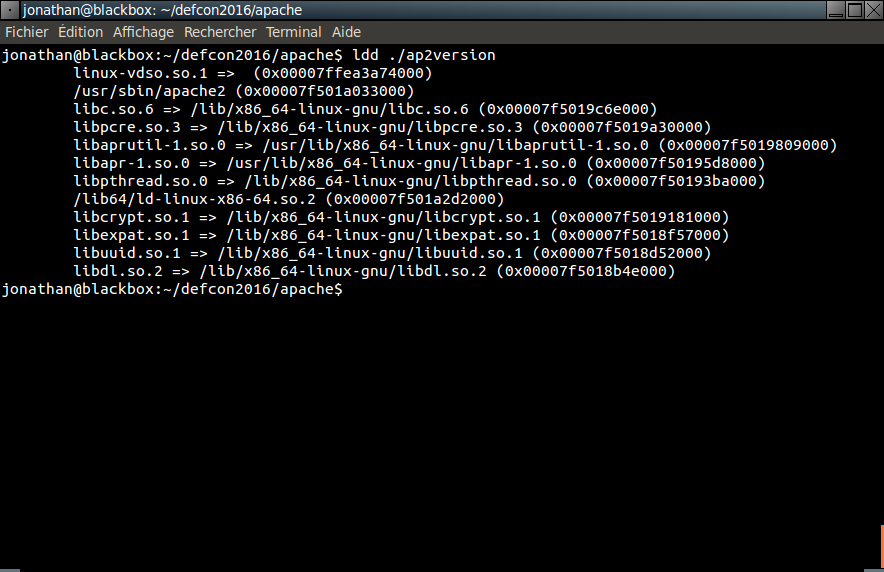 jonathan@blackbox: ~/defcon2016/apache
Fichier Édition Affichage Rechercher Terminal Aide
jonathan@blackbox:~/defcon2016/apache$ ldd ./ap2version
linux-vdso.so.1 =>  (0x00007ffea3a74000)
/usr/sbin/apache2 (0x00007f501a033000)
libc.so.6 => /lib/x86_64-linux-gnu/libc.so.6 (0x00007f5019c6e000)
libpcre.so.3 => /lib/x86_64-linux-gnu/libpcre.so.3 (0x00007f5019a30000)
libaprutil-1.so.0 => /usr/lib/x86_64-linux-gnu/libaprutil-1.so.0 (0x00007f5019809000)
libapr-1.so.0 => /usr/lib/x86_64-linux-gnu/libapr-1.so.0 (0x00007f50195d8000)
libpthread.so.0 => /lib/x86_64-linux-gnu/libpthread.so.0 (0x00007f50193ba000)
/lib64/ld-linux-x86-64.so.2 (0x00007f501a2d2000)
libcrypt.so.1 => /lib/x86_64-linux-gnu/libcrypt.so.1 (0x00007f5019181000)
libexpat.so.1 => /lib/x86_64-linux-gnu/libexpat.so.1 (0x00007f5018f57000)
libuuid.so.1 => /lib/x86_64-linux-gnu/libuuid.so.1 (0x00007f5018d52000)
libdl.so.2 => /lib/x86_64-linux-gnu/libdl.so.2 (0x00007f5018b4e000)
jonathan@blackbox:~/defcon2016/apache$